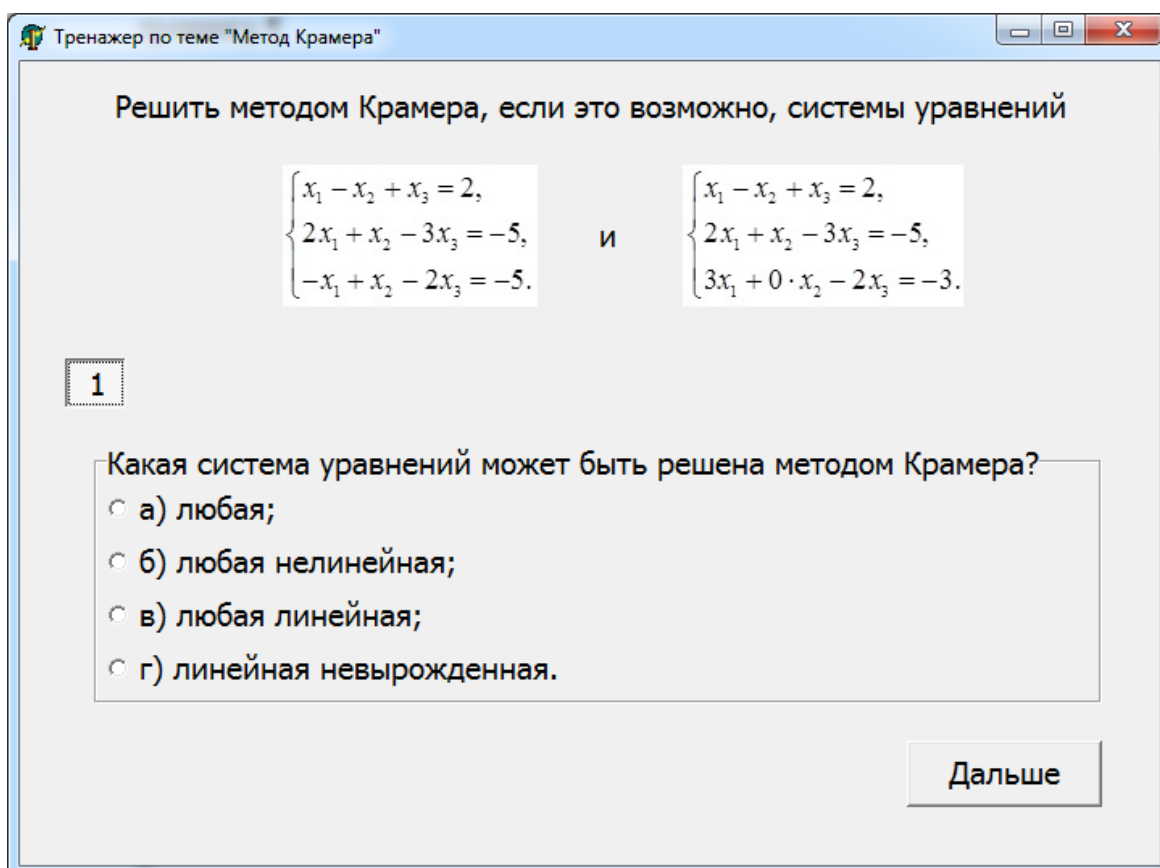 Тренажер по теме "Метод Крамера"
Решить методом Крамера, если это возможно, системы уравнений
x₁ − x₂ + x₃ = 2,
2x₁ + x₂ − 3x₃ = −5,
−x₁ + x₂ − 2x₃ = −5.
и
x₁ − x₂ + x₃ = 2,
2x₁ + x₂ − 3x₃ = −5,
3x₁ + 0 · x₂ − 2x₃ = −3.
1
Какая система уравнений может быть решена методом Крамера?
а) любая;
б) любая нелинейная;
в) любая линейная;
г) линейная невырожденная.
Дальше